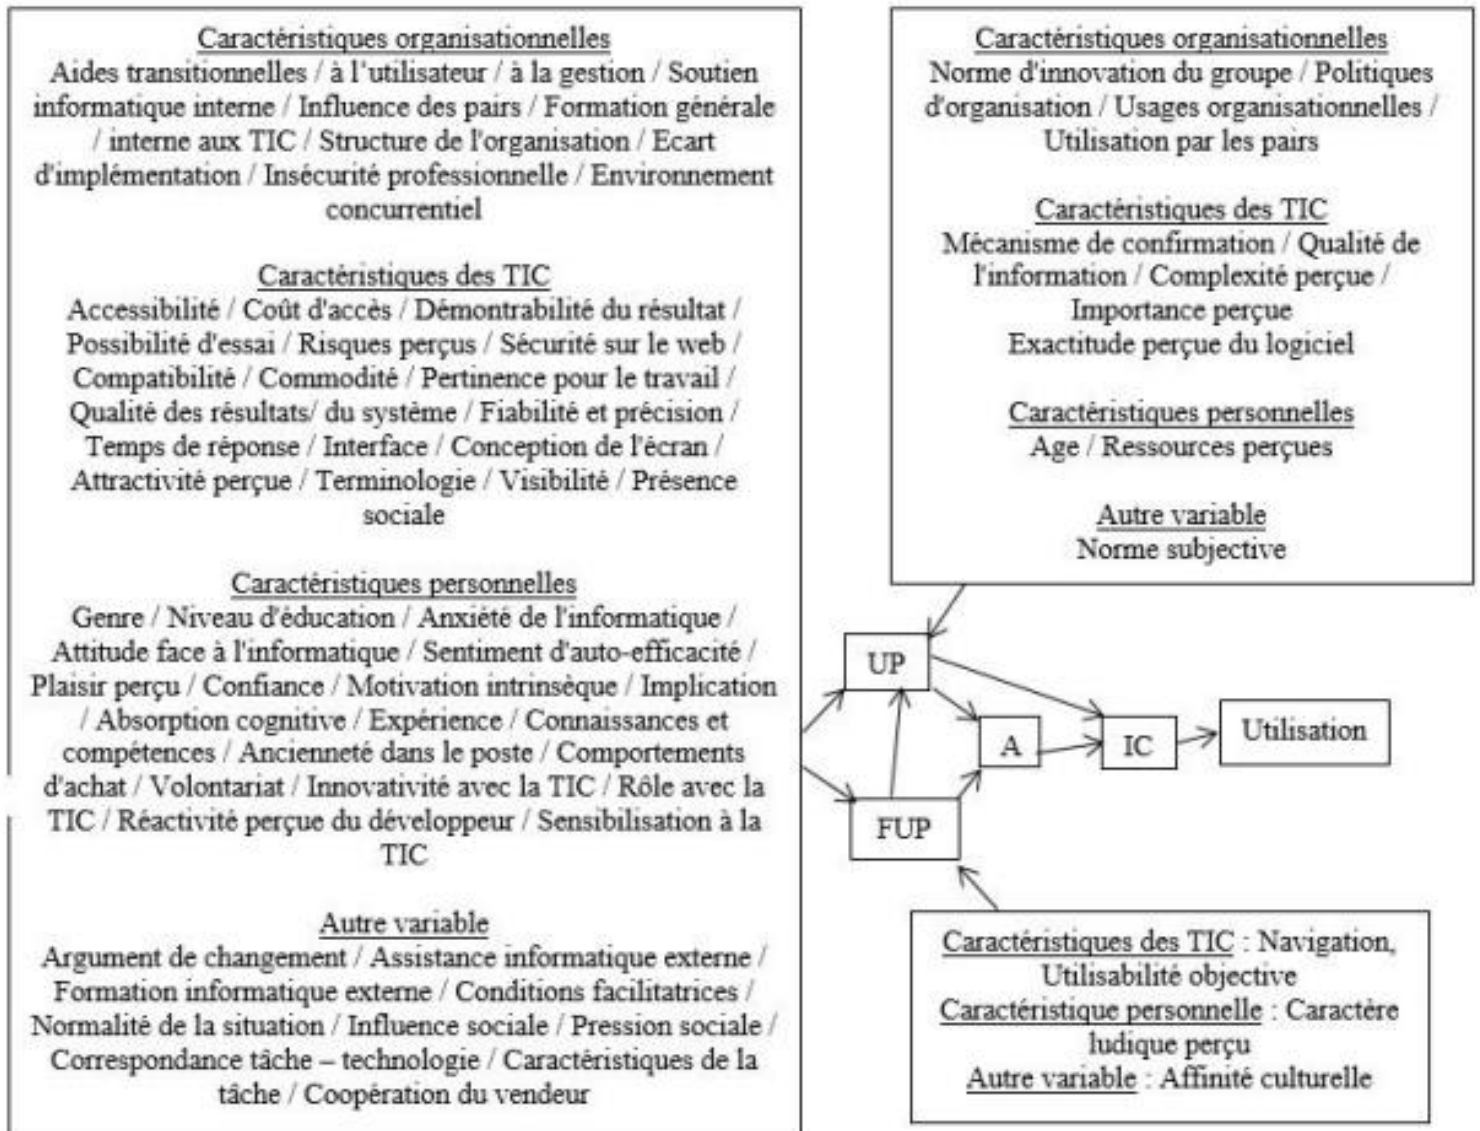 Caractéristiques organisationnelles
Aides transitionnelles / à l'utilisateur / à la gestion / Soutien
informatique interne / Influence des pairs / Formation générale
/ interne aux TIC / Structure de l'organisation / Ecart
d'implémentation / Insécurité professionnelle / Environnement
concurrentiel
Caractéristiques des TIC
Accessibilité / Coût d'accès / Démontrabilité du résultat /
Possibilité d'essai / Risques perçus / Sécurité sur le web /
Compatibilité / Commodité / Pertinence pour le travail /
Qualité des résultats/ du système / Fiabilité et précision /
Temps de réponse / Interface / Conception de l'écran /
Attractivité perçue / Terminologie / Visibilité / Présence
sociale
Caractéristiques personnelles
Genre / Niveau d'éducation / Anxiété de l'informatique /
Attitude face à l'informatique / Sentiment d'auto-efficacité /
Plaisir perçu / Confiance / Motivation intrinsèque / Implication
/ Absorption cognitive / Expérience / Connaissances et
compétences / Ancienneté dans le poste / Comportements
d'achat / Volontariat / Innovativité avec la TIC / Rôle avec la
TIC / Réactivité perçue du développeur / Sensibilisation à la
TIC
Autre variable
Argument de changement / Assistance informatique externe /
Formation informatique externe / Conditions facilitatrices /
Normalité de la situation / Influence sociale / Pression sociale /
Correspondance tâche – technologie / Caractéristiques de la
tâche / Coopération du vendeur
Caractéristiques organisationnelles
Norme d'innovation du groupe / Politiques
d'organisation / Usages organisationnelles /
Utilisation par les pairs
Caractéristiques des TIC
Mécanisme de confirmation / Qualité de
l'information / Complexité perçue /
Importance perçue
Exactitude perçue du logiciel
Caractéristiques personnelles
Age / Ressources perçues
Autre variable
Norme subjective
UP
A
IC
Utilisation
FUP
Caractéristiques des TIC : Navigation,
Utilisabilité objective
Caractéristique personnelle : Caractère
ludique perçu
Autre variable : Affinité culturelle